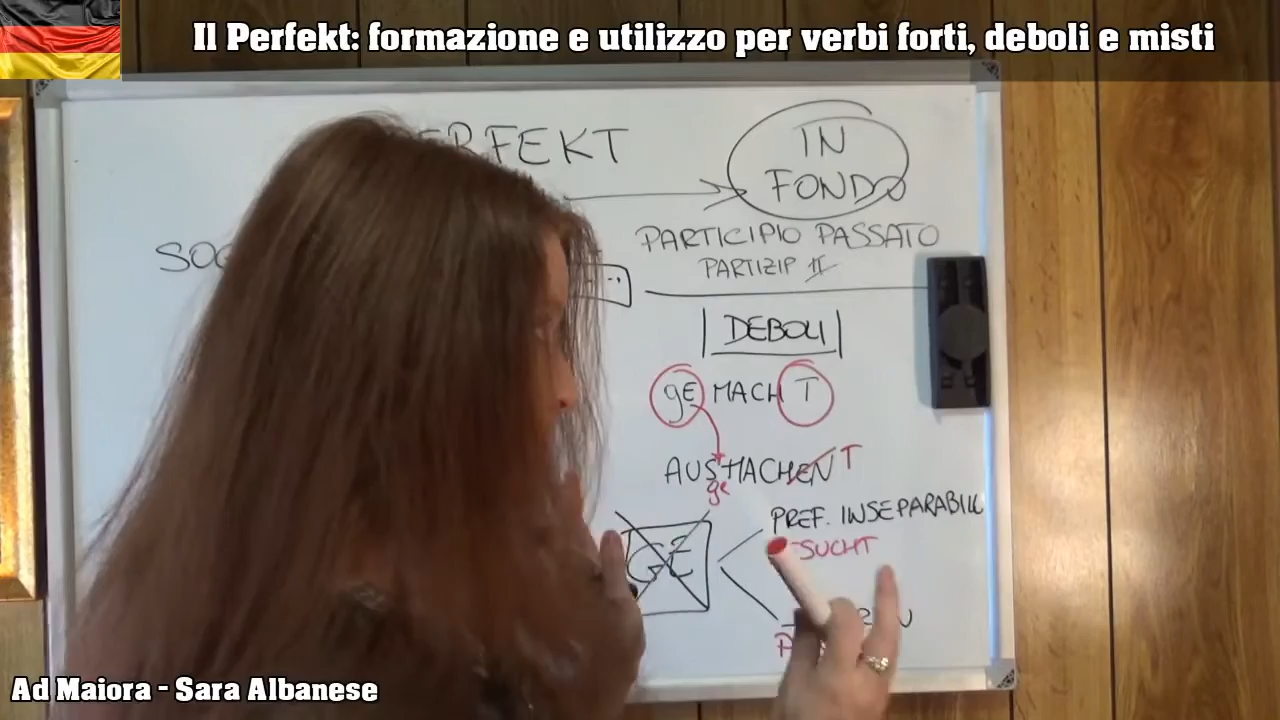 Il Perfekt: formazione e utilizzo per verbi forti, deboli e misti
ERFEKT
IN
FONDO
SOG
PARTICIPIO PASSATO
PARTIZIP II
DEBOLI
gE MACH T
AUSMACHEN T
ge
PREF. INSEPARABILI
GE
SUCHT
Ad Maiora - Sara Albanese